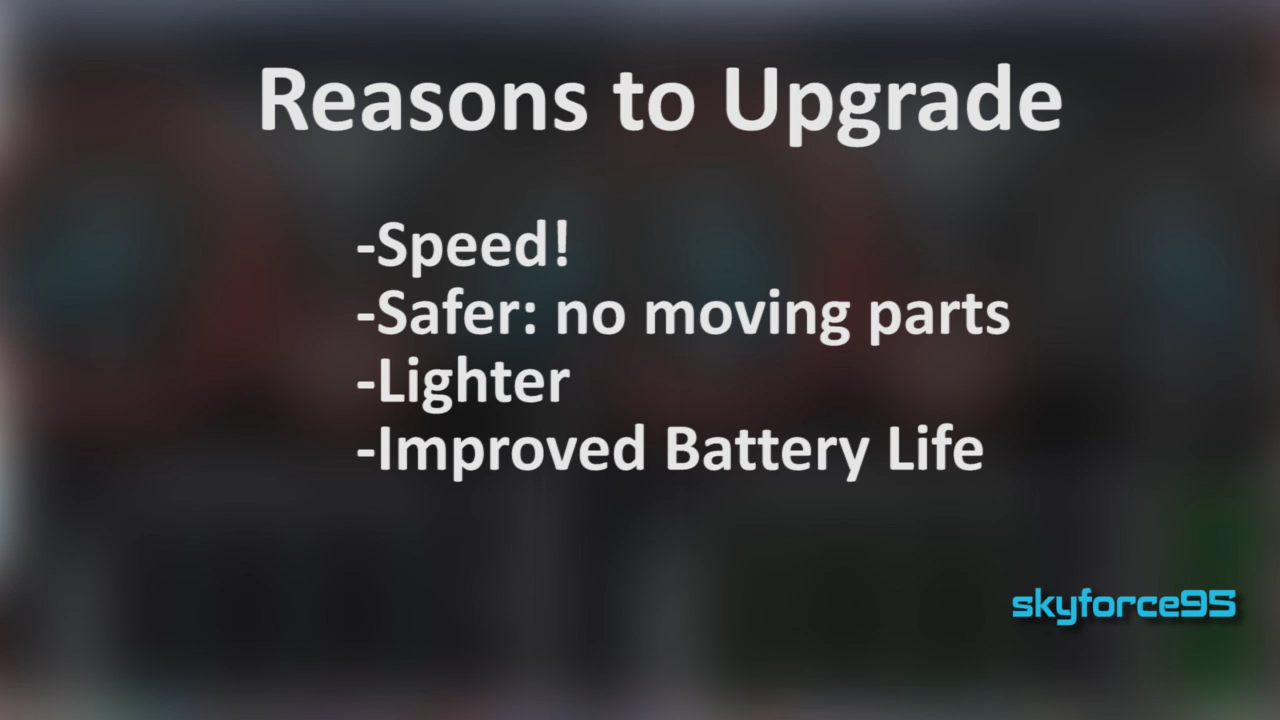 Reasons to Upgrade
-Speed!
-Safer: no moving parts
-Lighter
-Improved Battery Life
skyforce95